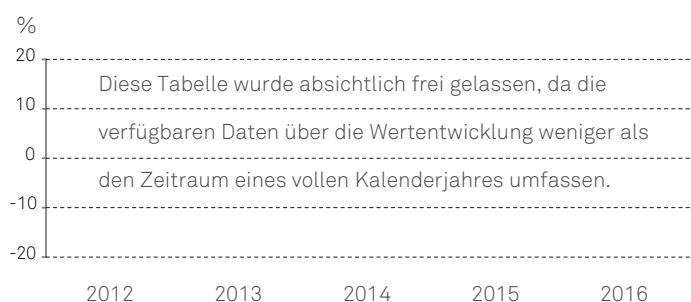 %
20
Diese Tabelle wurde absichtlich frei gelassen, da die
10
verfügbaren Daten über die Wertentwicklung weniger als
0
den Zeitraum eines vollen Kalenderjahres umfassen.
-10
-20
2012 2013 2014 2015 2016